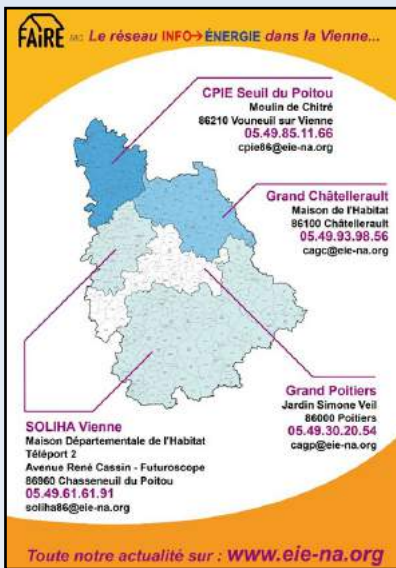 FAIRE MC Le réseau INFO→ÉNERGIE dans la Vienne...
CPIE Seuil du Poitou
Moulin de Chitré
86210 Vouneuil sur Vienne
05.49.85.11.66
cpie86@eie-na.org
Grand Châtellerault
Maison de l'Habitat
86100 Châtellerault
05.49.93.98.56
cagc@eie-na.org
Grand Poitiers
Jardin Simone Veil
86000 Poitiers
05.49.30.20.54
cagp@eie-na.org
SOLIHA Vienne
Maison Départementale de l'Habitat
Téléport 2
Avenue René Cassin - Futuroscope
86960 Chasseneuil du Poitou
05.49.61.61.91
soliha86@eie-na.org
Toute notre actualité sur : www.eie-na.org